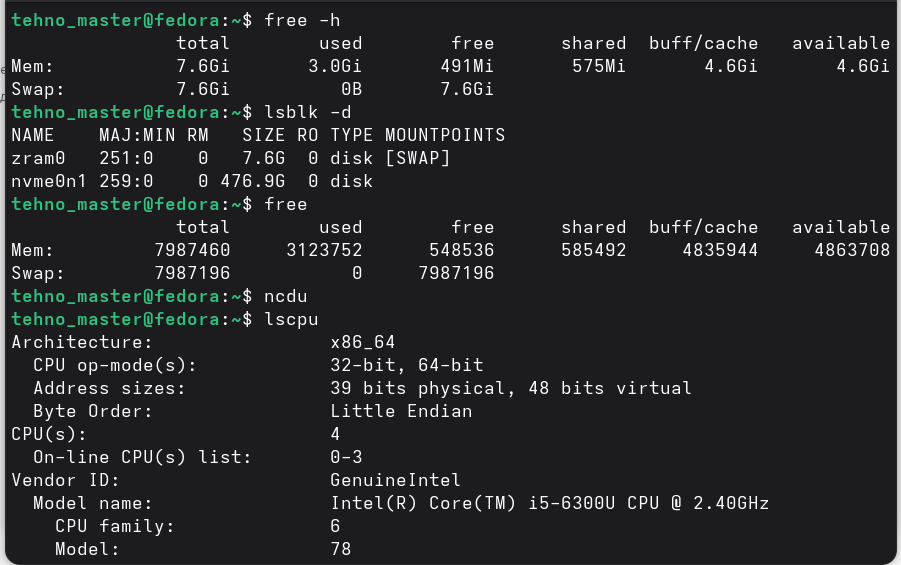 tehno_master@fedora:~$ free -h
               total        used        free      shared  buff/cache   available
Mem:           7.6Gi       3.0Gi       491Mi       575Mi       4.6Gi       4.6Gi
Swap:          7.6Gi          0B       7.6Gi
tehno_master@fedora:~$ lsblk -d
NAME    MAJ:MIN RM   SIZE RO TYPE MOUNTPOINTS
zram0   251:0    0   7.6G  0 disk [SWAP]
nvme0n1 259:0    0 476.9G  0 disk
tehno_master@fedora:~$ free
               total        used        free      shared  buff/cache   available
Mem:         7987460     3123752      548536      585492     4835944     4863708
Swap:        7987196           0     7987196
tehno_master@fedora:~$ ncdu
tehno_master@fedora:~$ lscpu
Architecture:                x86_64
  CPU op-mode(s):            32-bit, 64-bit
  Address sizes:             39 bits physical, 48 bits virtual
  Byte Order:                Little Endian
CPU(s):                      4
  On-line CPU(s) list:       0-3
Vendor ID:                   GenuineIntel
  Model name:                Intel(R) Core(TM) i5-6300U CPU @ 2.40GHz
    CPU family:              6
    Model:                   78